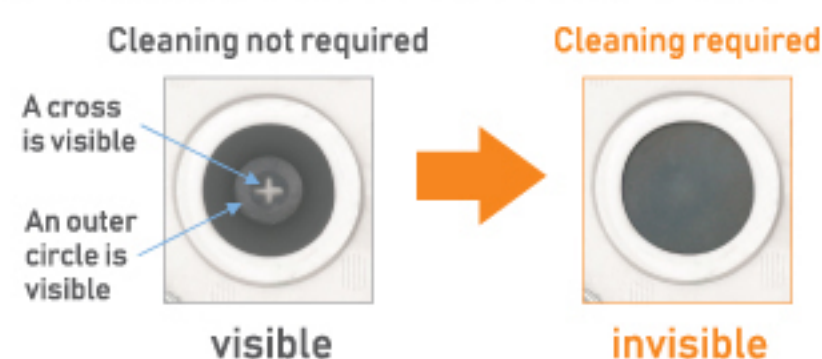 Cleaning not required
Cleaning required
A cross
is visible
An outer
circle is
visible
visible
invisible